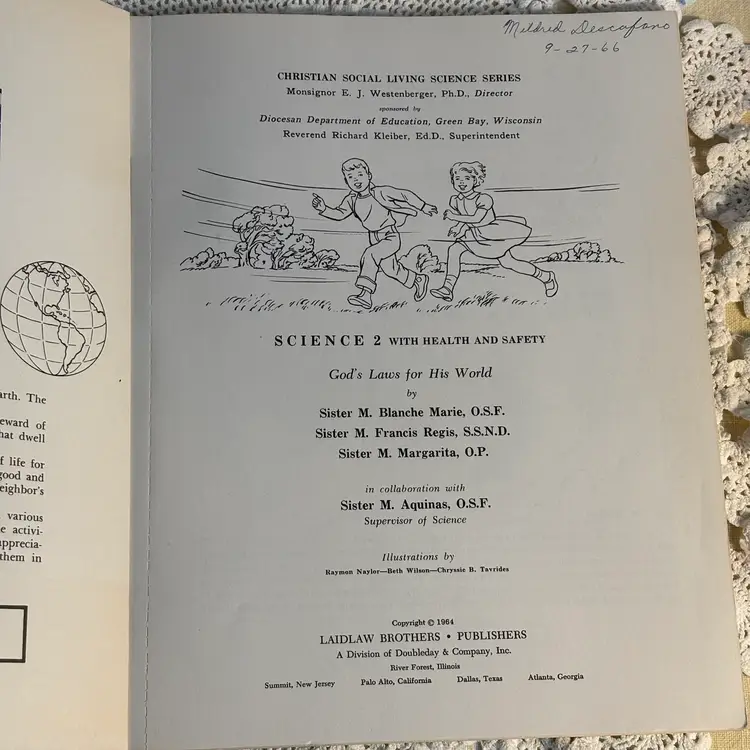 arth. The
eward of
hat dwell
f life for
good and
eighbor's
various
e activi-
apprecia-
them in
Mildred Descafano
9-27-66
CHRISTIAN SOCIAL LIVING SCIENCE SERIES
Monsignor E. J. Westenberger, Ph.D., Director
sponsored by
Diocesan Department of Education, Green Bay, Wisconsin
Reverend Richard Kleiber, Ed.D., Superintendent
SCIENCE 2 WITH HEALTH AND SAFETY
God's Laws for His World
by
Sister M. Blanche Marie, O.S.F.
Sister M. Francis Regis, S.S.N.D.
Sister M. Margarita, O.P.
in collaboration with
Sister M. Aquinas, O.S.F.
Supervisor of Science
Illustrations by
Raymon Naylor—Beth Wilson—Chryssie B. Tavrides
Copyright © 1964
LAIDLAW BROTHERS • PUBLISHERS
A Division of Doubleday & Company, Inc.
River Forest, Illinois
Summit, New Jersey Palo Alto, California Dallas, Texas Atlanta, Georgia